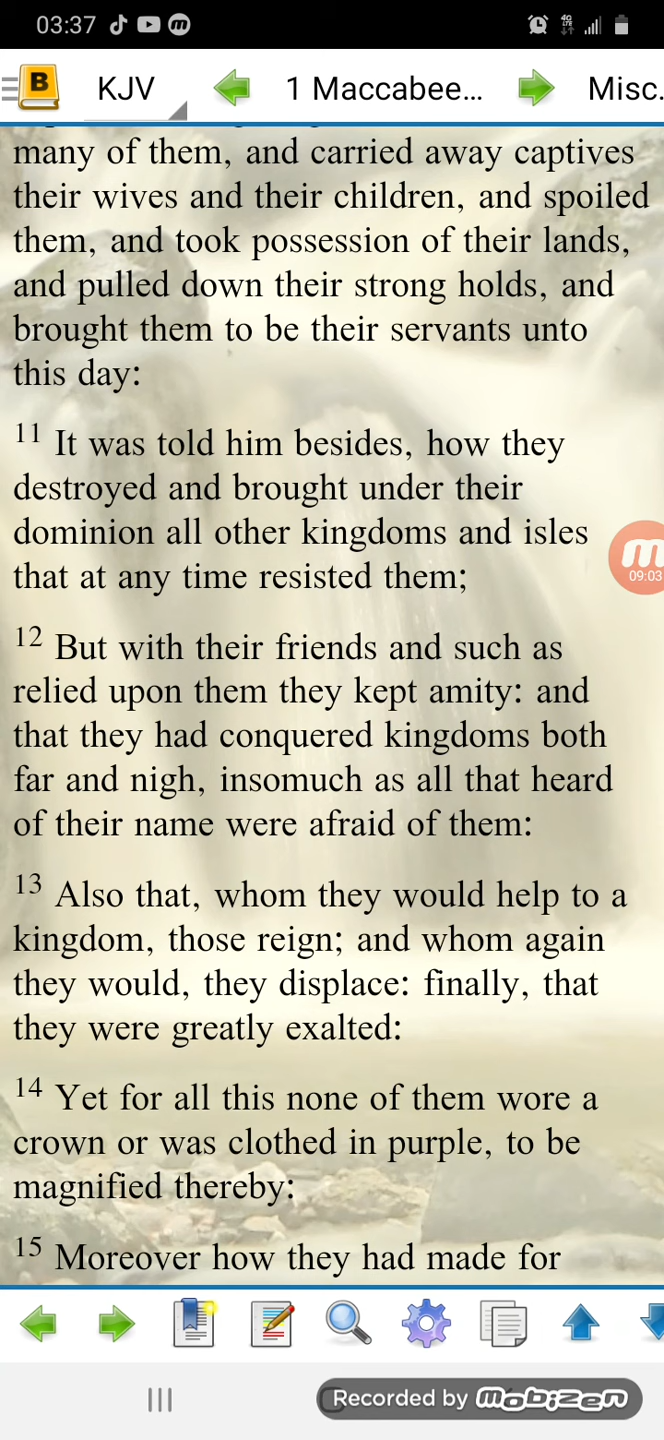 03:37
B KJV 1 Maccabee... Misc.
many of them, and carried away captives
their wives and their children, and spoiled
them, and took possession of their lands,
and pulled down their strong holds, and
brought them to be their servants unto
this day:
11 It was told him besides, how they
destroyed and brought under their
dominion all other kingdoms and isles
that at any time resisted them;
m
09:03
12 But with their friends and such as
relied upon them they kept amity: and
that they had conquered kingdoms both
far and nigh, insomuch as all that heard
of their name were afraid of them:
13 Also that, whom they would help to a
kingdom, those reign; and whom again
they would, they displace: finally, that
they were greatly exalted:
14 Yet for all this none of them wore a
crown or was clothed in purple, to be
magnified thereby:
15 Moreover how they had made for
Recorded by mobizen